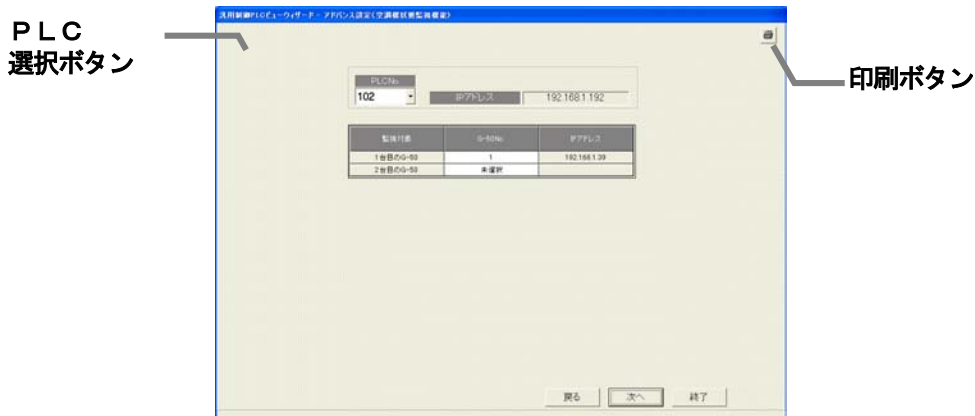 汎用制御PLCビューウィザード - アドバンス設定(空調機状態監視機能)
ＰＬＣ
選択ボタン
印刷ボタン
PLCNo
102
IPアドレス
192.168.1.192
監視対象 G-50No IPアドレス
1台目のG-50 1 192.168.1.39
2台目のG-50 未選択
戻る 次へ 終了